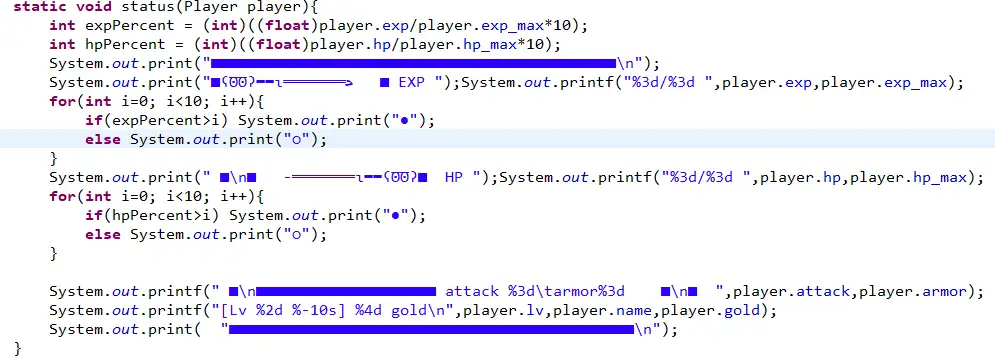 static void status(Player player){
    int expPercent = (int)((float)player.exp/player.exp_max*10);
    int hpPercent = (int)((float)player.hp/player.hp_max*10);
    System.out.print("■■■■■■■■■■■■■■■■■■■■■■■■■■■■■■■■■■■■■■■■■■■■■\n");
    System.out.print("■ʕʘ̅ʘ̅ʔ━━ɩ═══════ב   ■ EXP ");System.out.printf("%3d/%3d ",player.exp,player.exp_max);
    for(int i=0; i<10; i++){
        if(expPercent>i) System.out.print("●");
        else System.out.print("○");
    }
    System.out.print(" ■\n■   -═══════ɩ━━ʕʘ̅ʘ̅ʔ■  HP ");System.out.printf("%3d/%3d ",player.hp,player.hp_max);
    for(int i=0; i<10; i++){
        if(hpPercent>i) System.out.print("●");
        else System.out.print("○");
    }
    System.out.printf(" ■\n■■■■■■■■■■■■■■■■■■■■ attack %3d\tarmor%3d    ■\n■  ",player.attack,player.armor);
    System.out.printf("[Lv %2d %-10s] %4d gold\n",player.lv,player.name,player.gold);
    System.out.print(  "■■■■■■■■■■■■■■■■■■■■■■■■■■■■■■■■■■■■■■■■■■■■■\n");
}